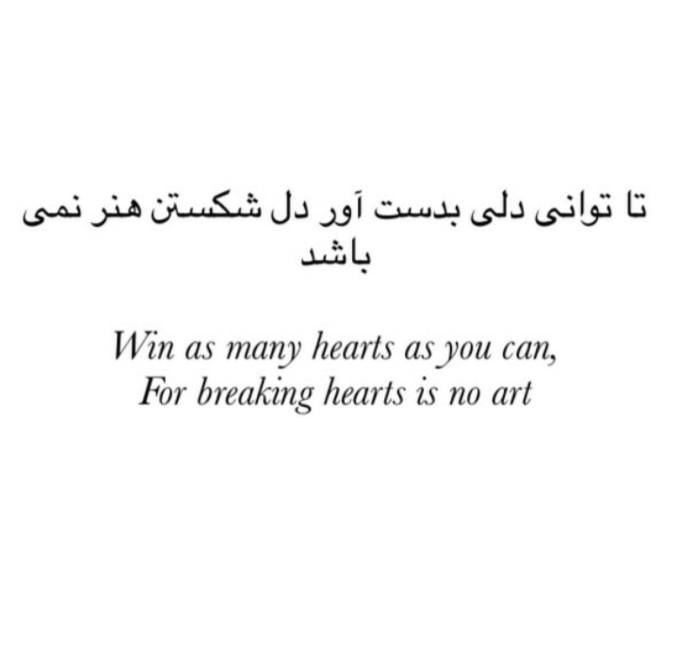 تا توانی دلی بدست آور دل شکستن هنر نمی
باشد
Win as many hearts as you can,
For breaking hearts is no art